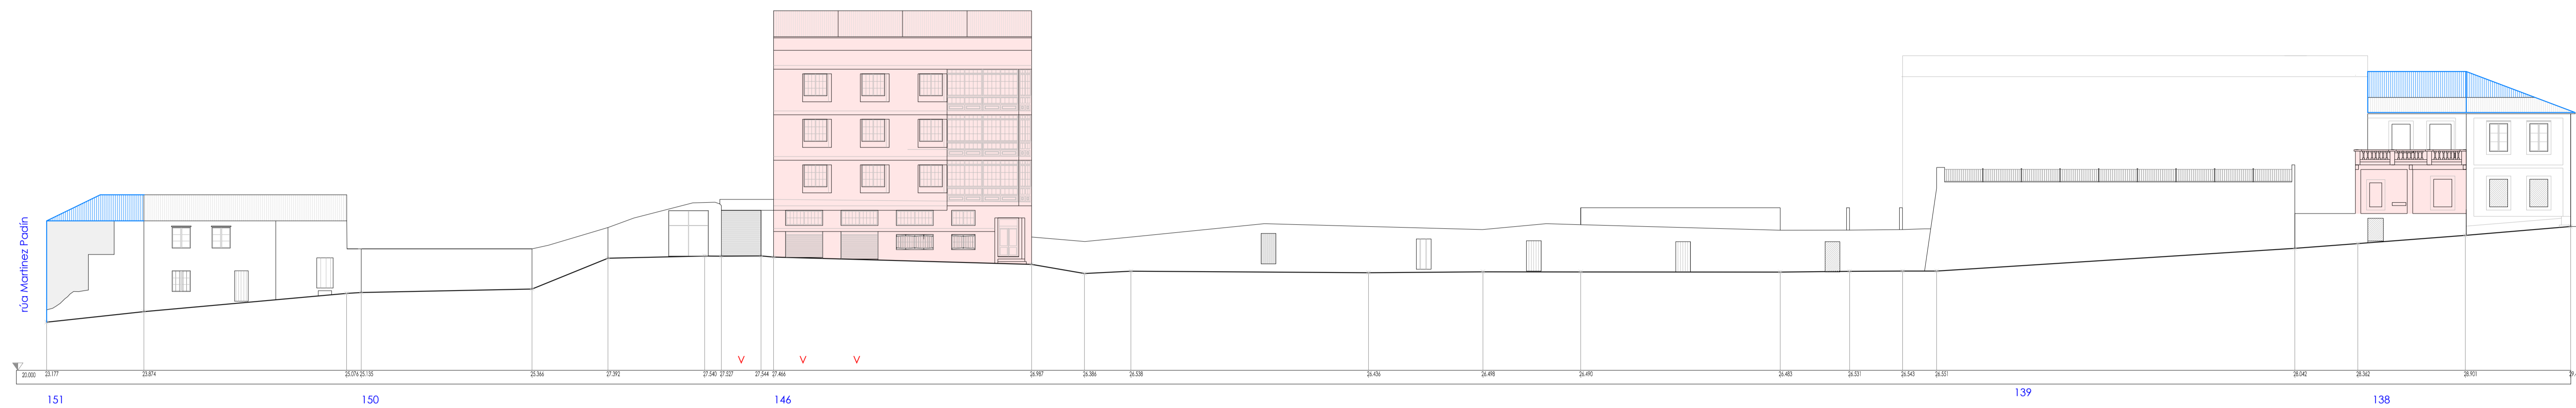 rúa Martínez Padín
V V V
20.000 23.177 23.874 25.076 25.135 25.366 27.392 27.540 27.527 27.544 27.466 26.987 26.386 26.538 26.436 26.498 26.490 26.483 26.531 26.543 26.551 28.042 28.362 28.901
151 150 146 139 138